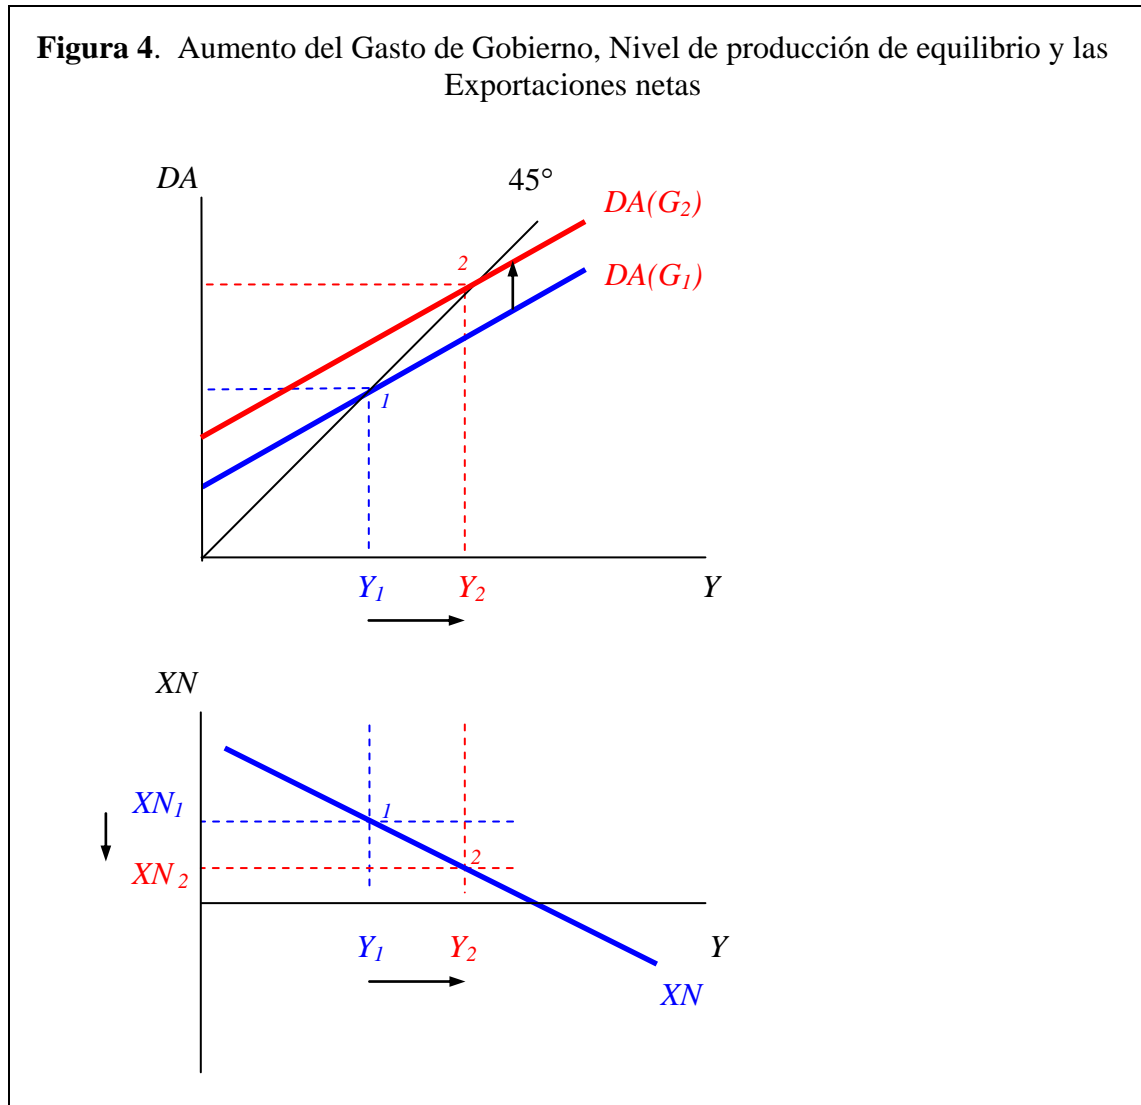 Figura 4. Aumento del Gasto de Gobierno, Nivel de producción de equilibrio y las
Exportaciones netas
DA
45°
DA(G₂)
2
DA(G₁)
1
Y₁
Y₂
Y
XN
XN₁
1
2
XN₂
Y₁
Y₂
Y
XN